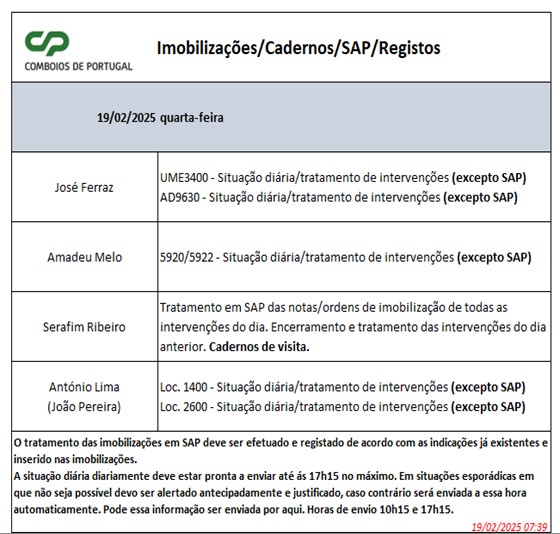 CP
COMBOIOS DE PORTUGAL
Imobilizações/Cadernos/SAP/Registos
19/02/2025 quarta-feira
José Ferraz
UME3400 - Situação diária/tratamento de intervenções (excepto SAP)
AD9630 - Situação diária/tratamento de intervenções (excepto SAP)
Amadeu Melo
5920/5922 - Situação diária/tratamento de intervenções (excepto SAP)
Serafim Ribeiro
Tratamento em SAP das notas/ordens de imobilização de todas as
intervenções do dia. Encerramento e tratamento das intervenções do dia
anterior. Cadernos de visita.
António Lima
(João Pereira)
Loc. 1400 - Situação diária/tratamento de intervenções (excepto SAP)
Loc. 2600 - Situação diária/tratamento de intervenções (excepto SAP)
O tratamento das imobilizações em SAP deve ser efetuado e registado de acordo com as indicações já existentes e
inserido nas imobilizações.
A situação diária diariamente deve estar pronta a enviar até ás 17h15 no máximo. Em situações esporádicas em
que não seja possível devo ser alertado antecipadamente e justificado, caso contrário será enviada a essa hora
automaticamente. Pode essa informação ser enviada por aqui. Horas de envio 10h15 e 17h15.
19/02/2025 07:39